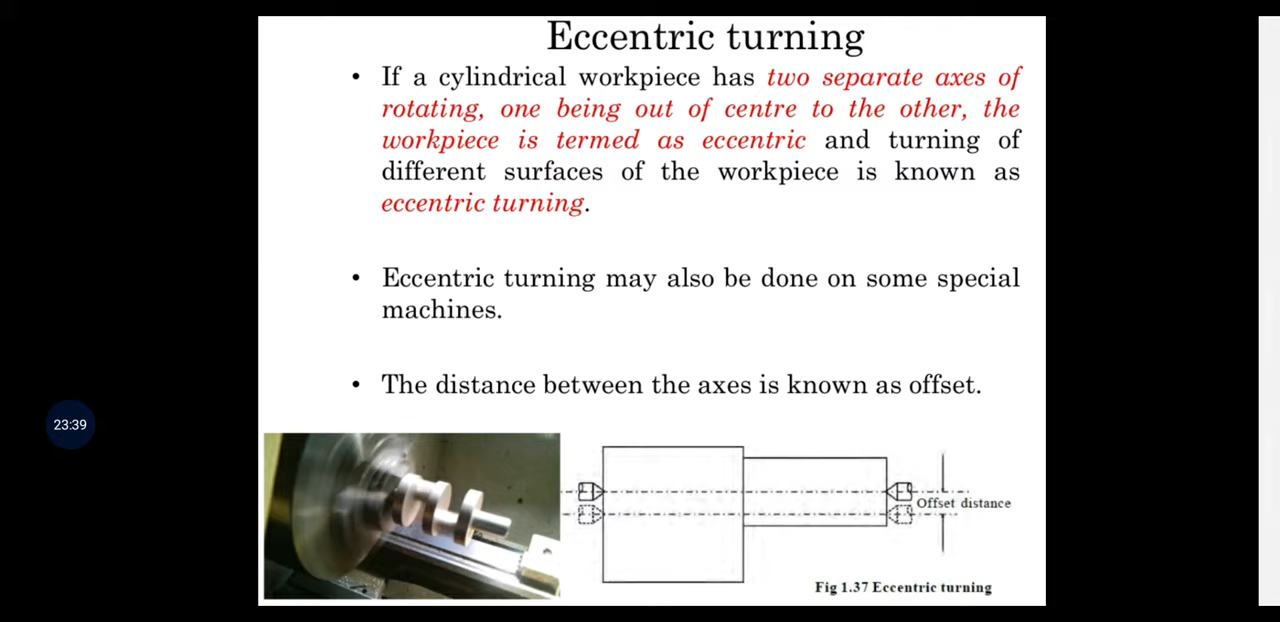 Eccentric turning
• If a cylindrical workpiece has two separate axes of
rotating, one being out of centre to the other, the
workpiece is termed as eccentric and turning of
different surfaces of the workpiece is known as
eccentric turning.
• Eccentric turning may also be done on some special
machines.
• The distance between the axes is known as offset.
23:39
Offset distance
Fig 1.37 Eccentric turning